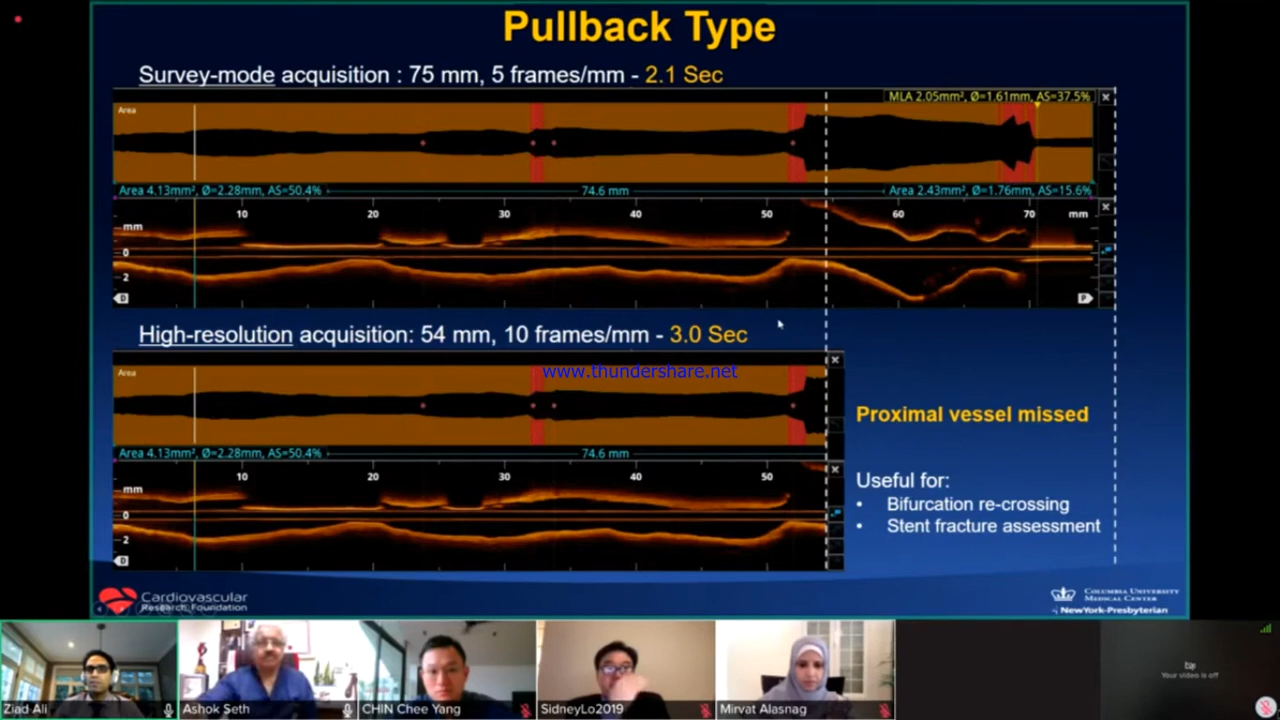 Pullback Type
Survey-mode acquisition : 75 mm, 5 frames/mm - 2.1 Sec
MLA 2.05mm², Ø=1.61mm, AS=37.5%
Area
Area 4.13mm², Ø=2.28mm, AS=50.4%
74.6 mm
Area 2.43mm², Ø=1.76mm, AS=15.6%
10 20 30 40 50 60 70 mm
mm
0
2
D
P
High-resolution acquisition: 54 mm, 10 frames/mm - 3.0 Sec
www.thundershare.net
Area
Area 4.13mm², Ø=2.28mm, AS=50.4%
74.6 mm
10 20 30 40 50
mm
0
2
D
Proximal vessel missed
Useful for:
• Bifurcation re-crossing
• Stent fracture assessment
Cardiovascular
Research Foundation
Columbia University
Medical Center
NewYork-Presbyterian
Ziad Ali
Ashok Seth
CHIN Chee Yang
SidneyLo2019
Mirvat Alasnag
Your video is off